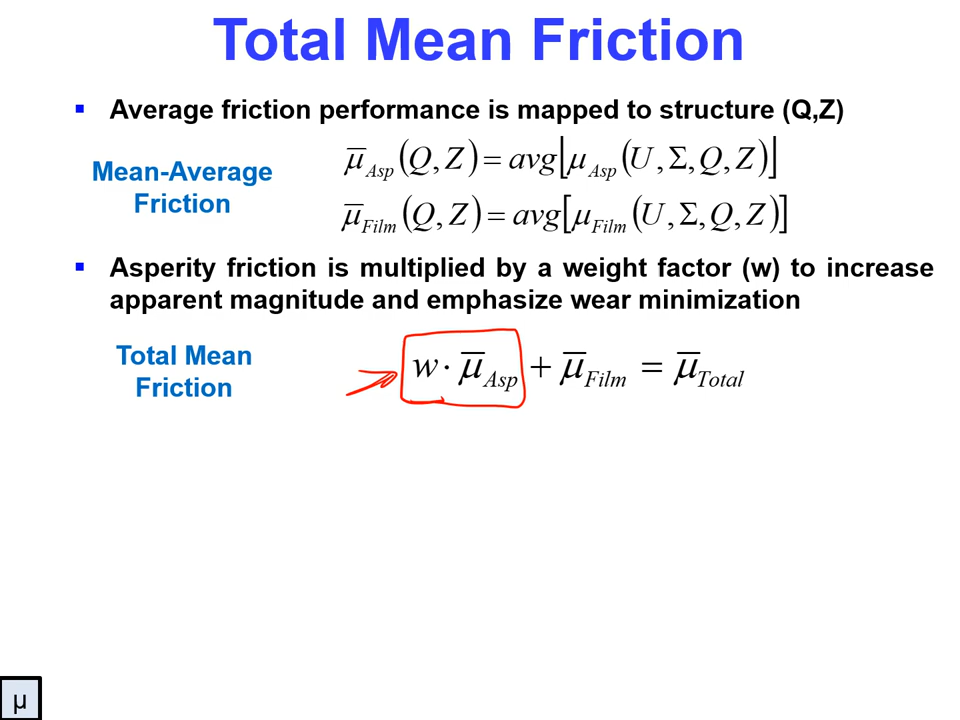 Total Mean Friction
▪ Average friction performance is mapped to structure (Q,Z)
Mean-Average
Friction
μ̅_Asp (Q, Z) = avg[μ_Asp (U, Σ, Q, Z)]
μ̅_Film (Q, Z) = avg[μ_Film (U, Σ, Q, Z)]
▪ Asperity friction is multiplied by a weight factor (w) to increase
apparent magnitude and emphasize wear minimization
Total Mean
Friction
w · μ̅_Asp + μ̅_Film = μ̅_Total
μ